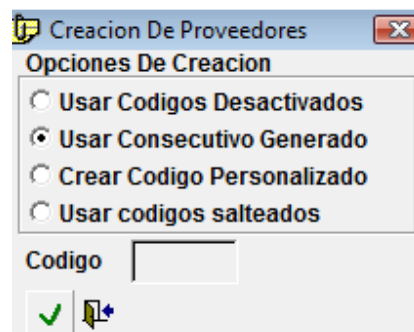 Creacion De Proveedores
Opciones De Creacion
Usar Codigos Desactivados
Usar Consecutivo Generado
Crear Codigo Personalizado
Usar codigos salteados
Codigo